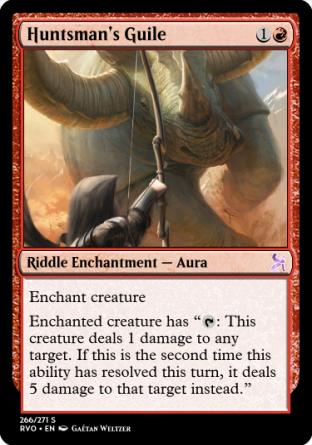 Huntsman's Guile 1
Riddle Enchantment — Aura
Enchant creature
Enchanted creature has “T: This
creature deals 1 damage to any
target. If this is the second time this
ability has resolved this turn, it deals
5 damage to that target instead.”
266/271 S
RVO • EN GAËTAN WELTZER